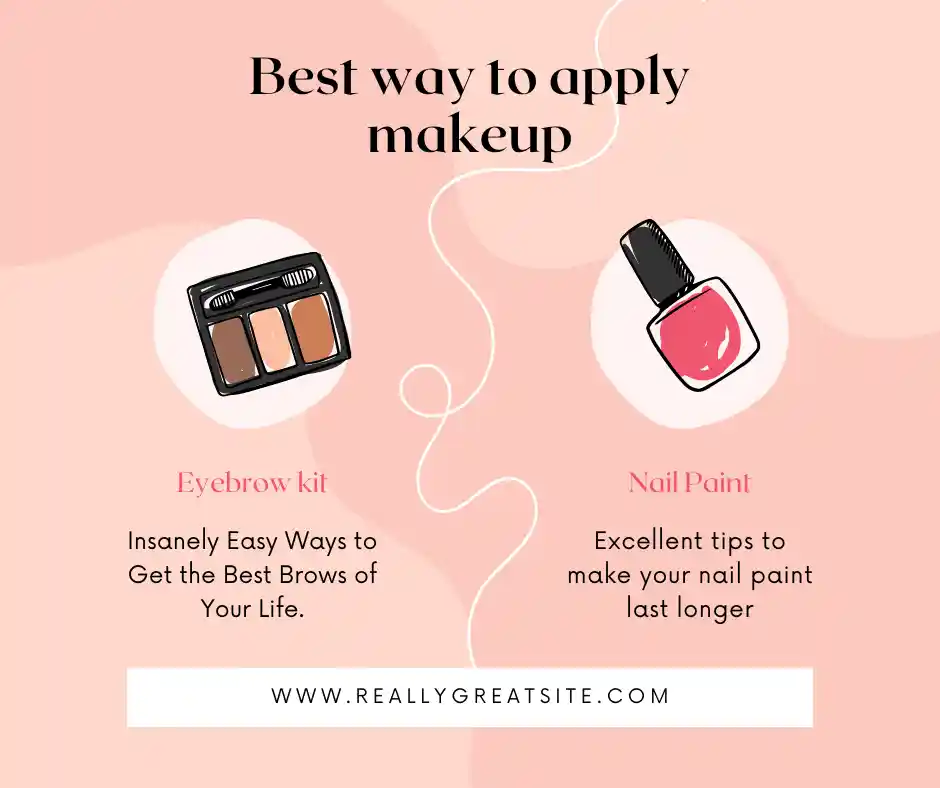 Best way to apply
makeup
Eyebrow kit
Insanely Easy Ways to
Get the Best Brows of
Your Life.
Nail Paint
Excellent tips to
make your nail paint
last longer
WWW.REALLYGREATSITE.COM